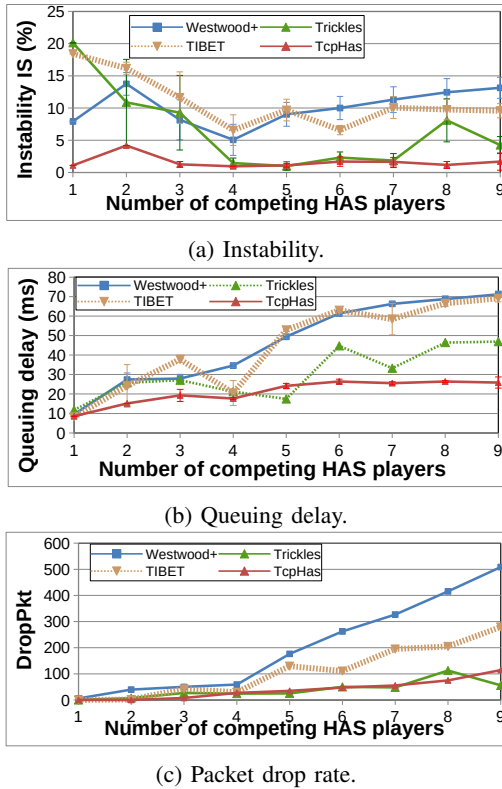 25
20
15
10
5
0
Instability IS (%)
Westwood+
Trickles
TIBET
TcpHas
1 2 3 4 5 6 7 8 9
Number of competing HAS players
(a) Instability.
80
70
60
50
40
30
20
10
0
Queuing delay (ms)
Westwood+
Trickles
TIBET
TcpHas
1 2 3 4 5 6 7 8 9
Number of competing HAS players
(b) Queuing delay.
600
500
400
300
200
100
0
DropPkt
Westwood+
Trickles
TIBET
TcpHas
1 2 3 4 5 6 7 8 9
Number of competing HAS players
(c) Packet drop rate.